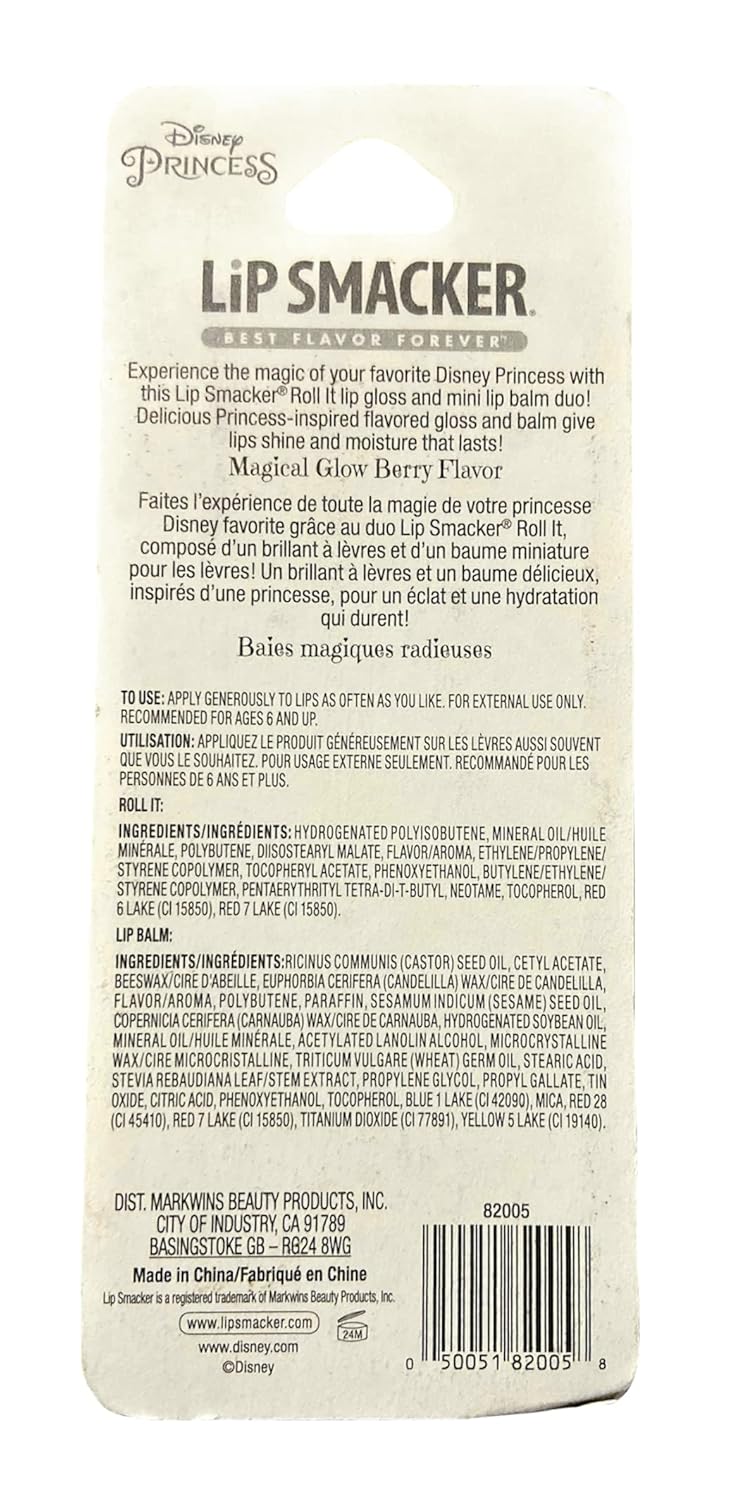 Disney
PRINCESS
LiP SMACKER®
BEST FLAVOR FOREVER™
Experience the magic of your favorite Disney Princess with
this Lip Smacker® Roll It lip gloss and mini lip balm duo!
Delicious Princess-inspired flavored gloss and balm give
lips shine and moisture that lasts!
Magical Glow Berry Flavor
Faites l'expérience de toute la magie de votre princesse
Disney favorite grâce au duo Lip Smacker® Roll It,
composé d'un brillant à lèvres et d'un baume miniature
pour les lèvres! Un brillant à lèvres et un baume délicieux,
inspirés d'une princesse, pour un éclat et une hydratation
qui durent!
Baies magiques radieuses
TO USE: APPLY GENEROUSLY TO LIPS AS OFTEN AS YOU LIKE. FOR EXTERNAL USE ONLY.
RECOMMENDED FOR AGES 6 AND UP.
UTILISATION: APPLIQUEZ LE PRODUIT GÉNÉREUSEMENT SUR LES LÈVRES AUSSI SOUVENT
QUE VOUS LE SOUHAITEZ. POUR USAGE EXTERNE SEULEMENT. RECOMMANDÉ POUR LES
PERSONNES DE 6 ANS ET PLUS.
ROLL IT:
INGREDIENTS/INGRÉDIENTS: HYDROGENATED POLYISOBUTENE, MINERAL OIL/HUILE
MINÉRALE, POLYBUTENE, DIISOSTEARYL MALATE, FLAVOR/AROMA, ETHYLENE/PROPYLENE/
STYRENE COPOLYMER, TOCOPHERYL ACETATE, PHENOXYETHANOL, BUTYLENE/ETHYLENE/
STYRENE COPOLYMER, PENTAERYTHRITYL TETRA-DI-T-BUTYL, NEOTAME, TOCOPHEROL, RED
6 LAKE (CI 15850), RED 7 LAKE (CI 15850).
LIP BALM:
INGREDIENTS/INGRÉDIENTS:RICINUS COMMUNIS (CASTOR) SEED OIL, CETYL ACETATE,
BEESWAX/CIRE D'ABEILLE, EUPHORBIA CERIFERA (CANDELILLA) WAX/CIRE DE CANDELILLA,
FLAVOR/AROMA, POLYBUTENE, PARAFFIN, SESAMUM INDICUM (SESAME) SEED OIL,
COPERNICIA CERIFERA (CARNAUBA) WAX/CIRE DE CARNAUBA, HYDROGENATED SOYBEAN OIL,
MINERAL OIL/HUILE MINÉRALE, ACETYLATED LANOLIN ALCOHOL, MICROCRYSTALLINE
WAX/CIRE MICROCRISTALLINE, TRITICUM VULGARE (WHEAT) GERM OIL, STEARIC ACID,
STEVIA REBAUDIANA LEAF/STEM EXTRACT, PROPYLENE GLYCOL, PROPYL GALLATE, TIN
OXIDE, CITRIC ACID, PHENOXYETHANOL, TOCOPHEROL, BLUE 1 LAKE (CI 42090), MICA, RED 28
(CI 45410), RED 7 LAKE (CI 15850), TITANIUM DIOXIDE (CI 77891), YELLOW 5 LAKE (CI 19140).
DIST. MARKWINS BEAUTY PRODUCTS, INC.
CITY OF INDUSTRY, CA 91789
BASINGSTOKE GB – RG24 8WG
Made in China/Fabriqué en Chine
Lip Smacker is a registered trademark of Markwins Beauty Products, Inc.
www.lipsmacker.com
24M
www.disney.com
©Disney
82005
0 50051 82005 8